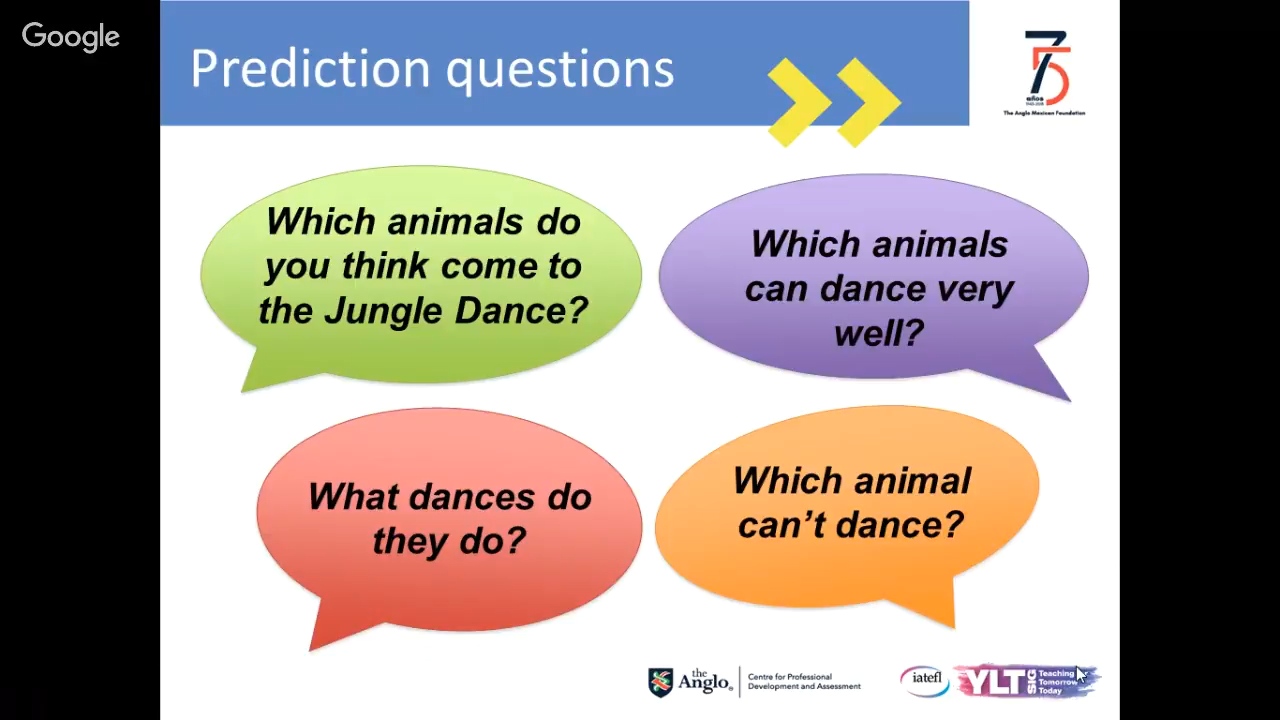 Google
Prediction questions
75
años
The Anglo Mexican Foundation
Which animals do
you think come to
the Jungle Dance?
Which animals
can dance very
well?
What dances do
they do?
Which animal
can't dance?
the
Anglo
Centre for Professional
Development and Assessment
iatefl
YLT
SIG
Teaching
Tomorrow
Today